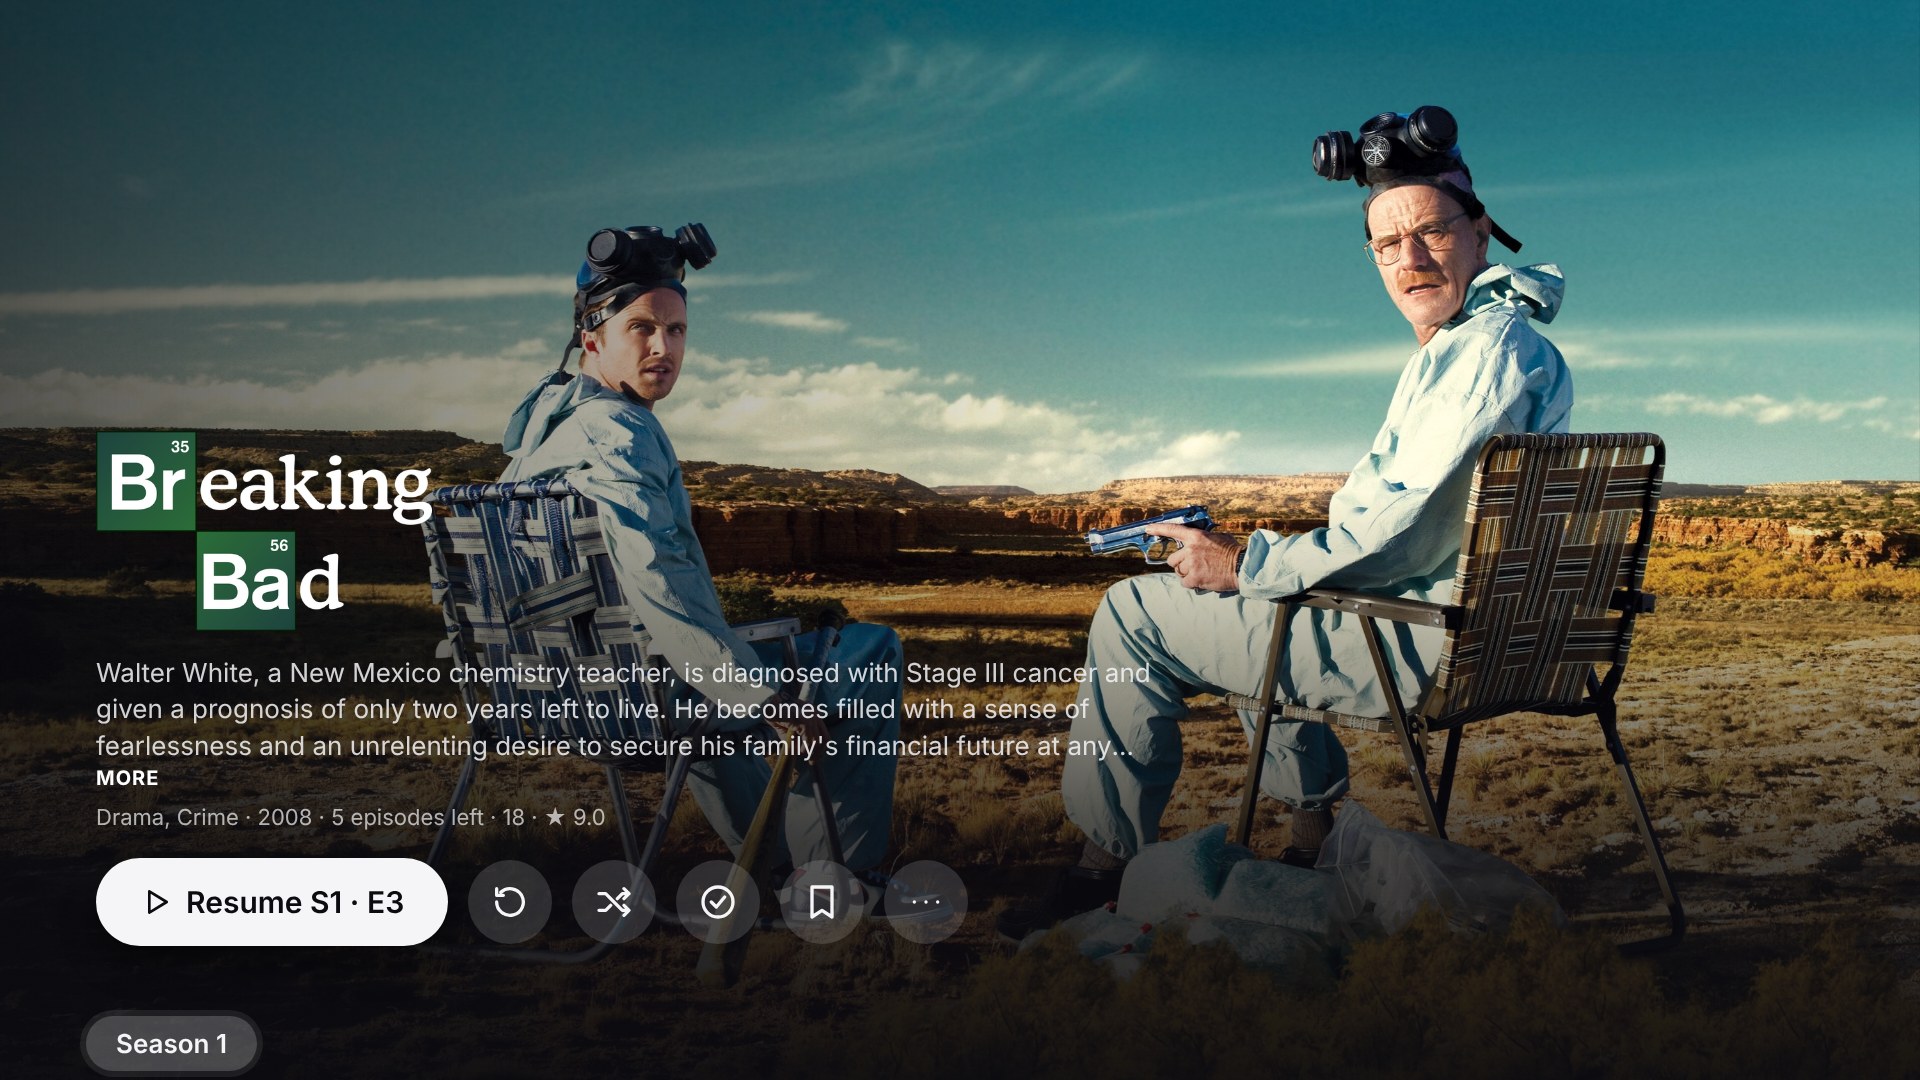 35
Breaking
56
Bad
Walter White, a New Mexico chemistry teacher, is diagnosed with Stage III cancer and
given a prognosis of only two years left to live. He becomes filled with a sense of
fearlessness and an unrelenting desire to secure his family's financial future at any...
MORE
Drama, Crime · 2008 · 5 episodes left · 18 · ★ 9.0
Resume S1 · E3
Season 1